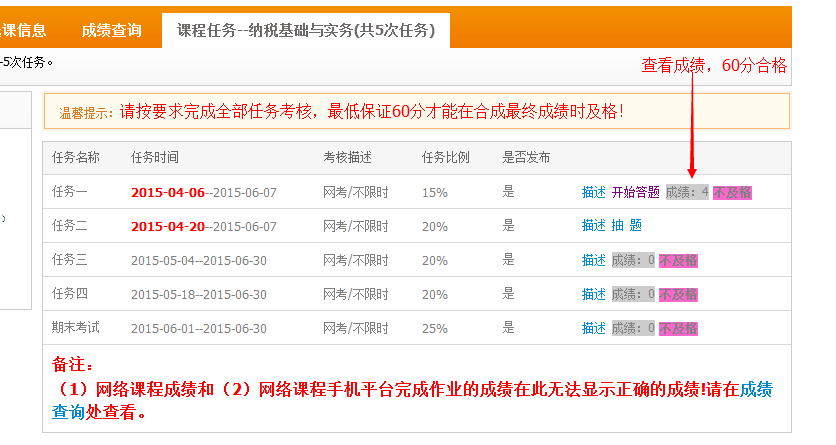 课信息 成绩查询 课程任务--纳税基础与实务(共5次任务)
-5次任务。
查看成绩，60分合格
温馨提示：请按要求完成全部任务考核，最低保证60分才能在合成最终成绩时及格！
任务名称 任务时间 考核描述 任务比例 是否发布
任务一 2015-04-06--2015-06-07 网考/不限时 15% 是 描述 开始答题 成绩：4 不及格
任务二 2015-04-20--2015-06-07 网考/不限时 20% 是 描述 抽 题
任务三 2015-05-04--2015-06-30 网考/不限时 20% 是 描述 成绩：0 不及格
任务四 2015-05-18--2015-06-30 网考/不限时 20% 是 描述 成绩：0 不及格
期末考试 2015-06-01--2015-06-30 网考/不限时 25% 是 描述 成绩：0 不及格
备注：
（1）网络课程成绩和（2）网络课程手机平台完成作业的成绩在此无法显示正确的成绩!请在成绩
查询处查看。